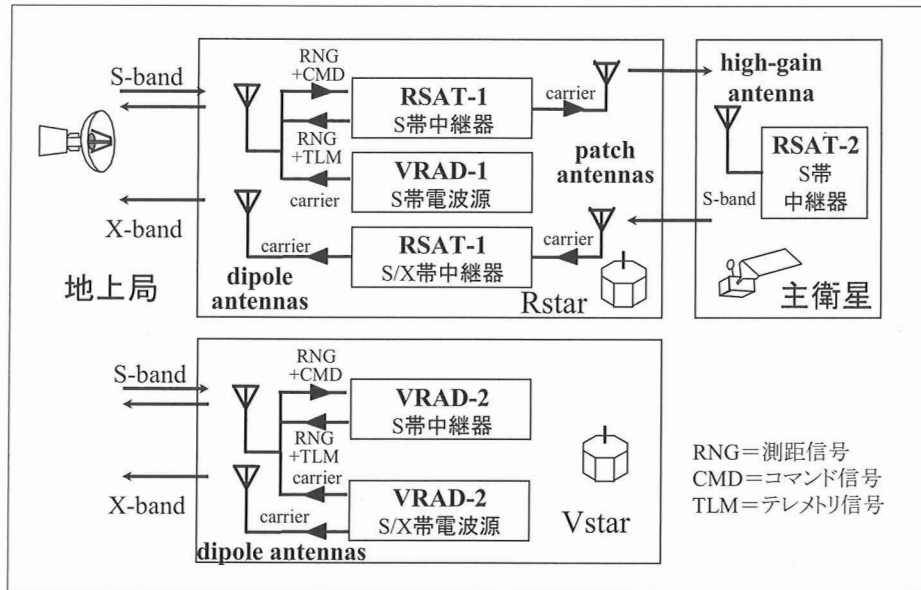 S-band
X-band
地上局
RNG
+CMD
RSAT-1
S帯中継器
carrier
RNG
+TLM
VRAD-1
S帯電波源
carrier
patch
antennas
RSAT-1
S/X帯中継器
carrier
carrier
dipole
antennas
Rstar
high-gain
antenna
RSAT-2
S帯
中継器
S-band
主衛星
S-band
X-band
RNG
+CMD
VRAD-2
S帯中継器
RNG
+TLM
carrier
VRAD-2
S/X帯電波源
carrier
dipole antennas
Vstar
RNG=測距信号
CMD=コマンド信号
TLM=テレメトリ信号